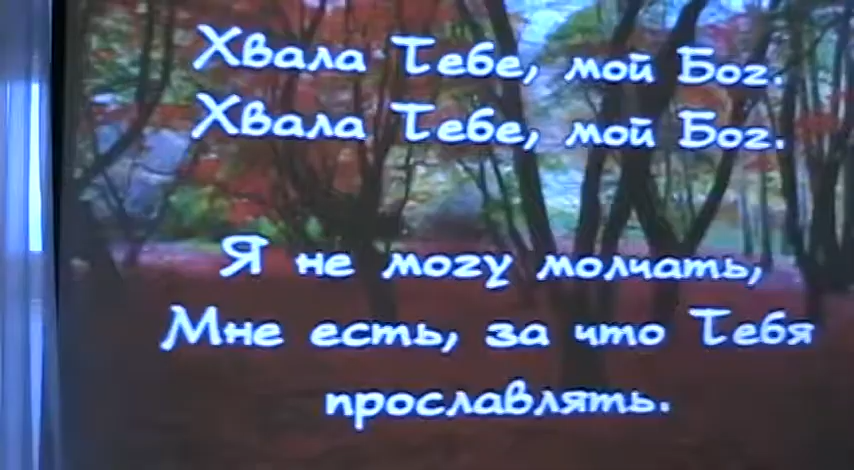 Хвала Тебе, мой Бог.
Хвала Тебе, мой Бог.
Я не могу молчать,
Мне есть, за что Тебя
прославлять.